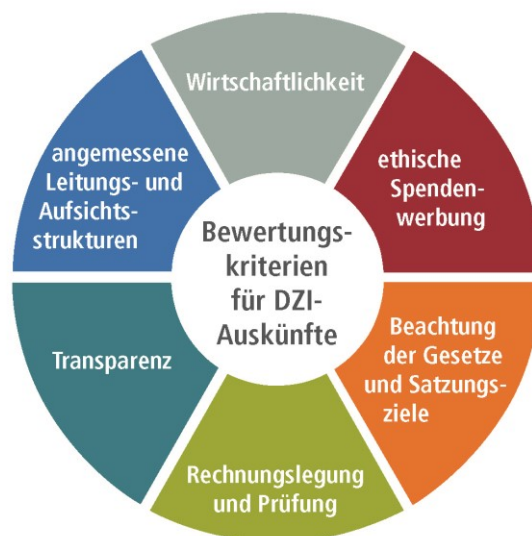 Wirtschaftlichkeit
ethische
Spenden-
werbung
Beachtung
der Gesetze
und Satzungs-
ziele
Rechnungslegung
und Prüfung
Transparenz
angemessene
Leitungs- und
Aufsichts-
strukturen
Bewertungs-
kriterien
für DZI-
Auskünfte